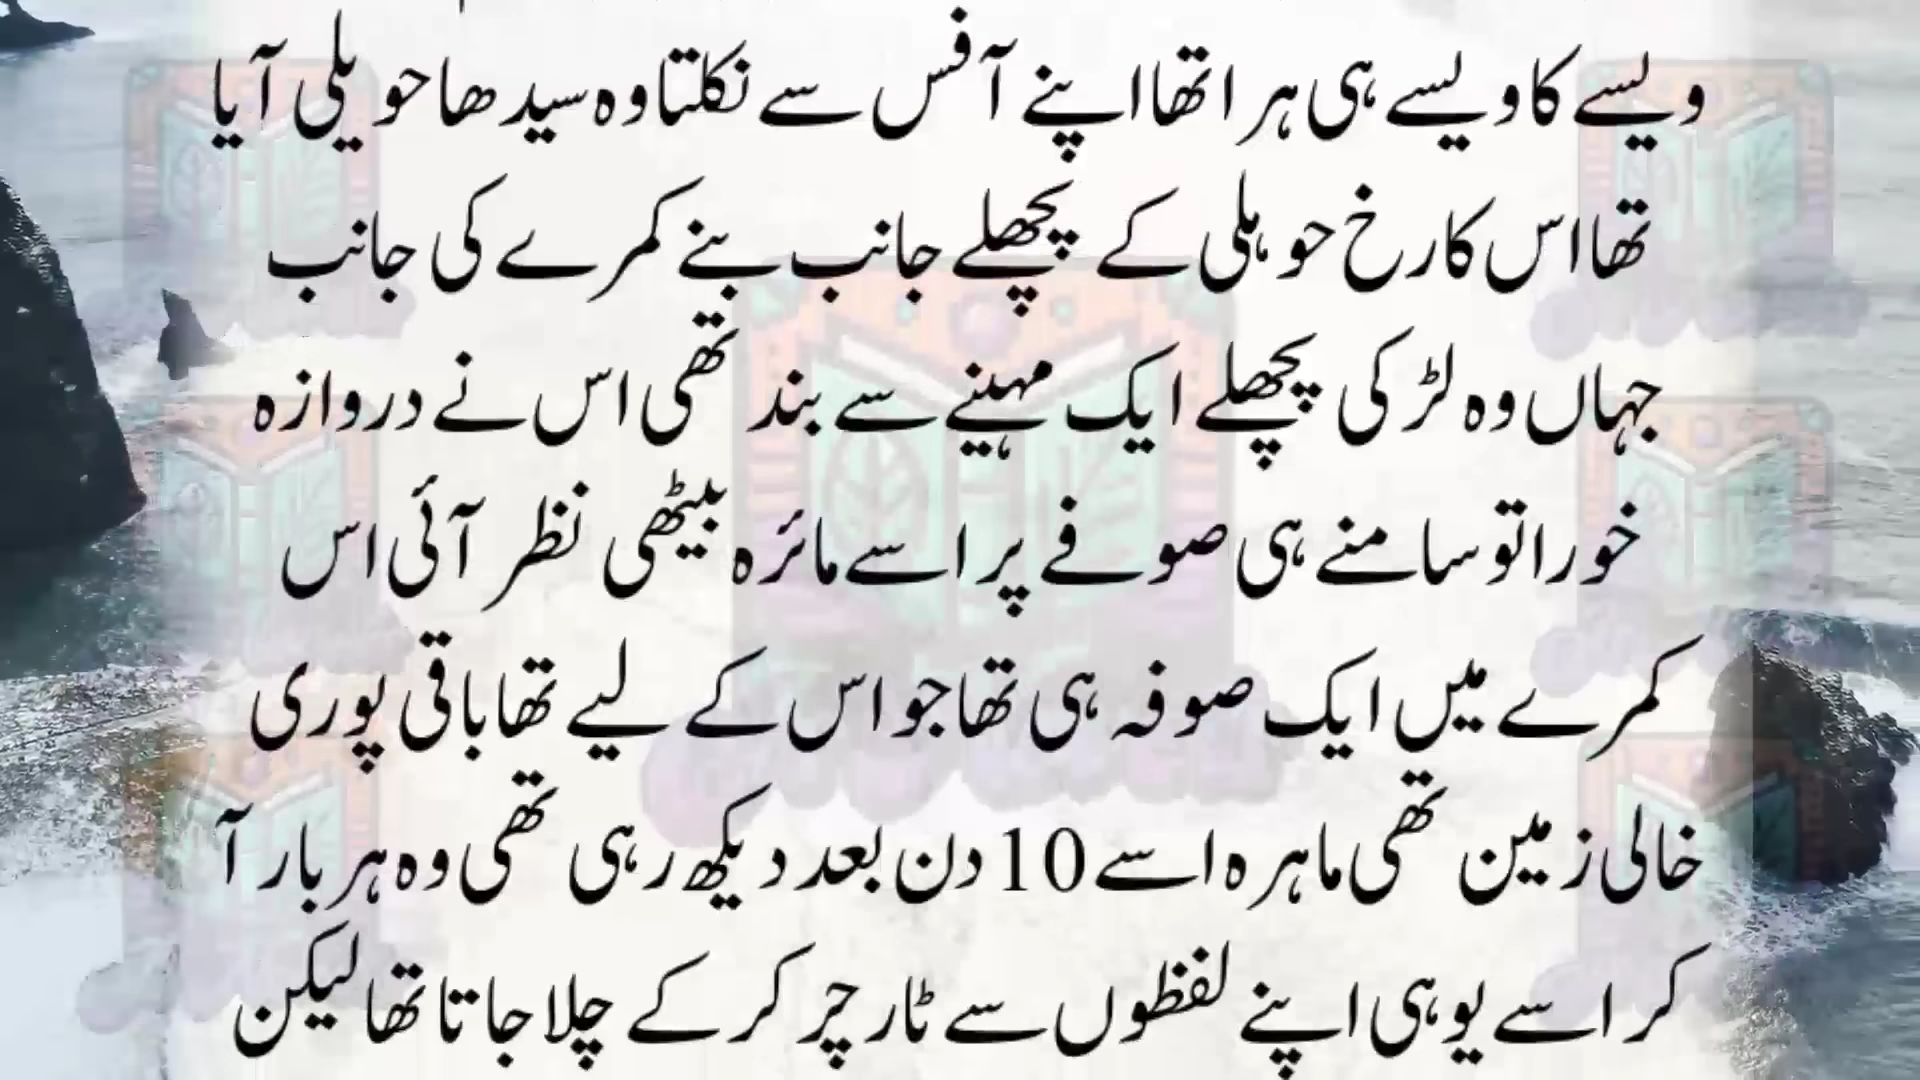 ویسے کا ویسے ہی ہرا تھا اپنے آفس سے نکلتا وہ سیدھا حویلی آیا
تھا اس کا رخ حوہلی کے پچھلے جانب بنے کمرے کی جانب
جہاں وہ لڑکی پچھلے ایک مہینے سے بند تھی اس نے دروازہ
خورا تو سامنے ہی صوفے پر اسے مائرہ بیٹھی نظر آئی اس
کمرے میں ایک صوفہ ہی تھا جو اس کے لیے تھا باقی پوری
خالی زمین تھی ماہرہ اسے 10 دن بعد دیکھ رہی تھی وہ ہر بار آ
کر اسے یوہی اپنے لفظوں سے ٹارچر کر کے چلا جاتا تھا لیکن